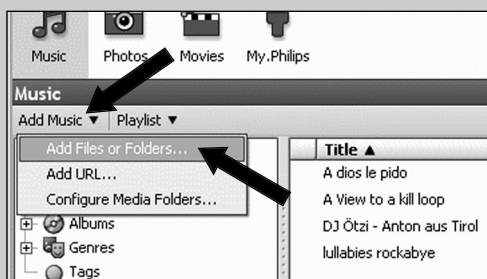 Music Photos Movies My.Philips
Music
Add Music ▼ Playlist ▼
Add Files or Folders...
Add URL...
Configure Media Folders...
Albums
Genres
Tags
Title ▲
A dios le pido
A View to a kill loop
DJ Ötzi - Anton aus Tirol
lullabies rockabye